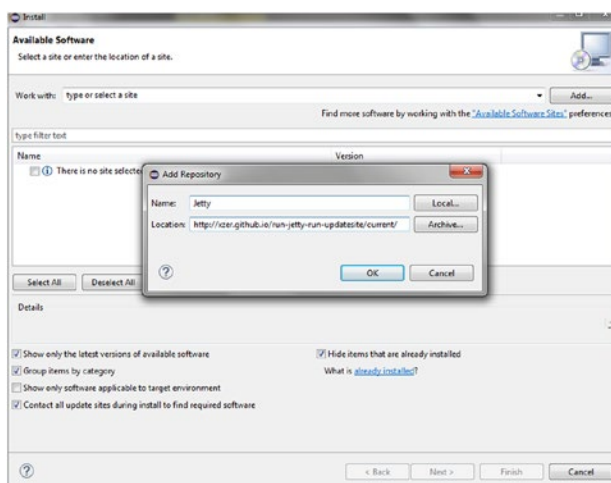 Install
Available Software
Select a site or enter the location of a site.
Work with: type or select a site
Add...
Find more software by working with the "Available Software Sites" preferences
type filter text
Name Version
There is no site selected
Add Repository
Name: Jetty Local...
Location: http://xzer.github.io/run-jetty-run-updatesite/current/ Archive...
OK Cancel
Select All Deselect All
Details
Show only the latest versions of available software
Hide items that are already installed
Group items by category
What is already installed?
Show only software applicable to target environment
Contact all update sites during install to find required software
< Back Next > Finish Cancel